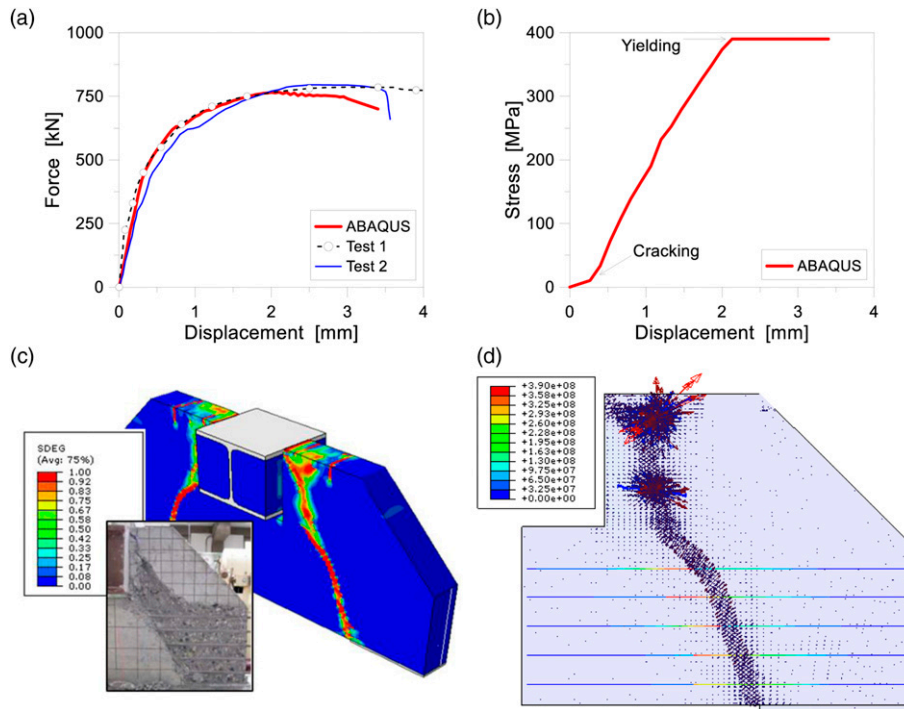 (a)
1000
750
500
250
0
Force [kN]
0 1 2 3 4
Displacement [mm]
ABAQUS
Test 1
Test 2
(b)
400
300
200
100
0
Stress [MPa]
0 1 2 3 4
Displacement [mm]
Yielding
Cracking
ABAQUS
(c)
SDEG
(Avg: 75%)
1.00
0.92
0.83
0.75
0.67
0.58
0.50
0.42
0.33
0.25
0.17
0.08
0.00
(d)
+3.90e+08
+3.58e+08
+3.25e+08
+2.93e+08
+2.60e+08
+2.28e+08
+1.95e+08
+1.63e+08
+1.30e+08
+9.75e+07
+6.50e+07
+3.25e+07
+0.00e+00